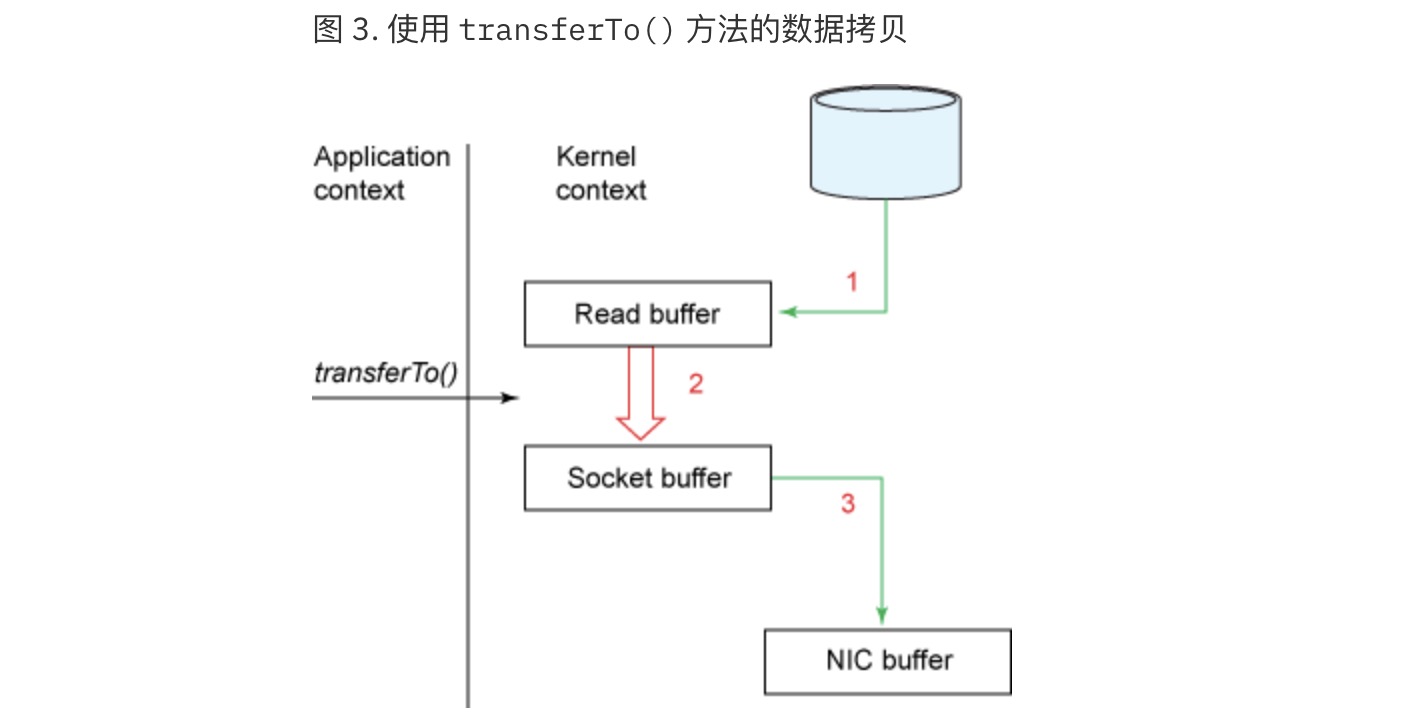 图 3. 使用 transferTo() 方法的数据拷贝
Application
context
Kernel
context
1
Read buffer
transferTo()
2
Socket buffer
3
NIC buffer